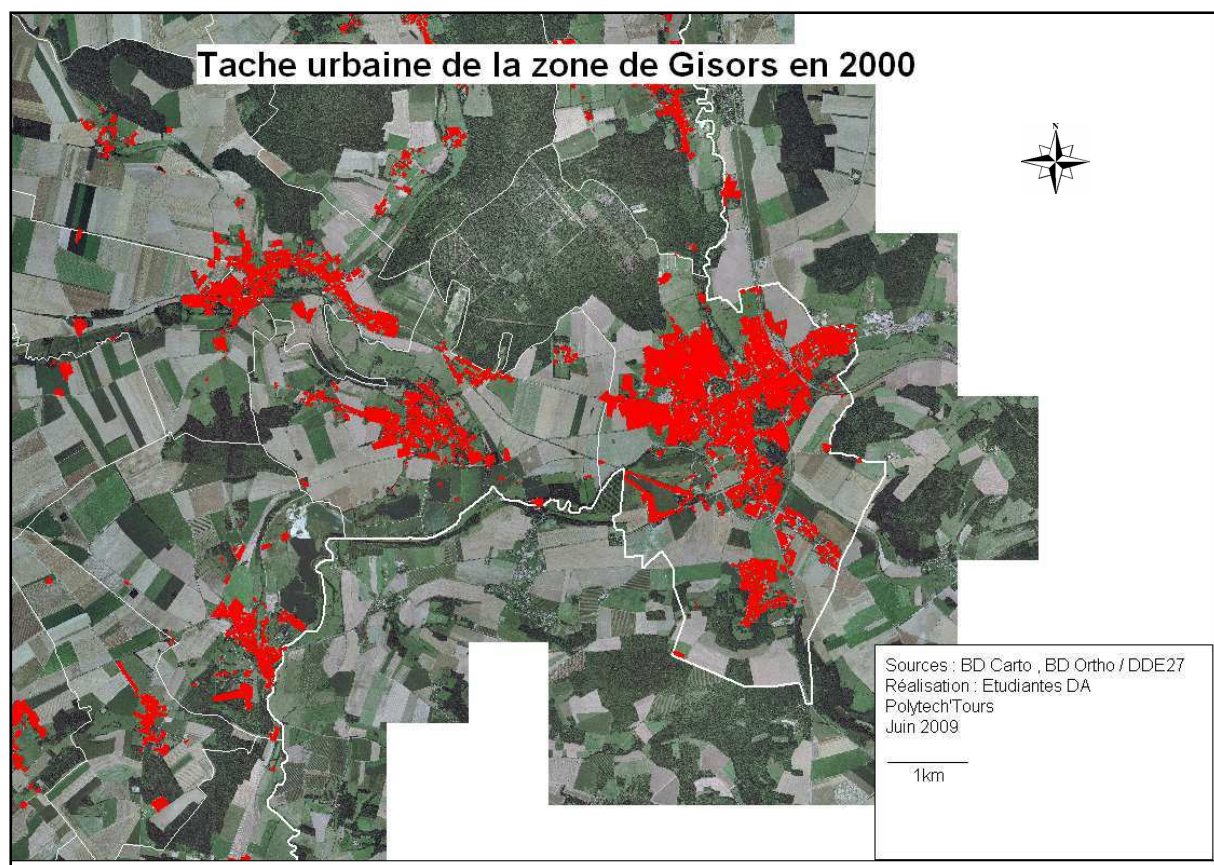 Tache urbaine de la zone de Gisors en 2000
N
Sources : BD Carto , BD Ortho / DDE27
Réalisation : Etudiantes DA
Polytech'Tours
Juin 2009
1km